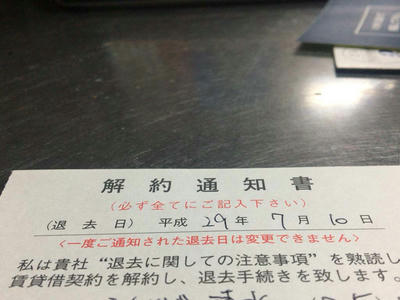 解約通知書
(必ず全てにご記入下さい)
(退去日) 平成 29 年 7 月 10 日
<一度ご通知された退去日は変更できません>
私は貴社“退去に関しての注意事項”を熟読し
賃貸借契約を解約し、退去手続きを致します。